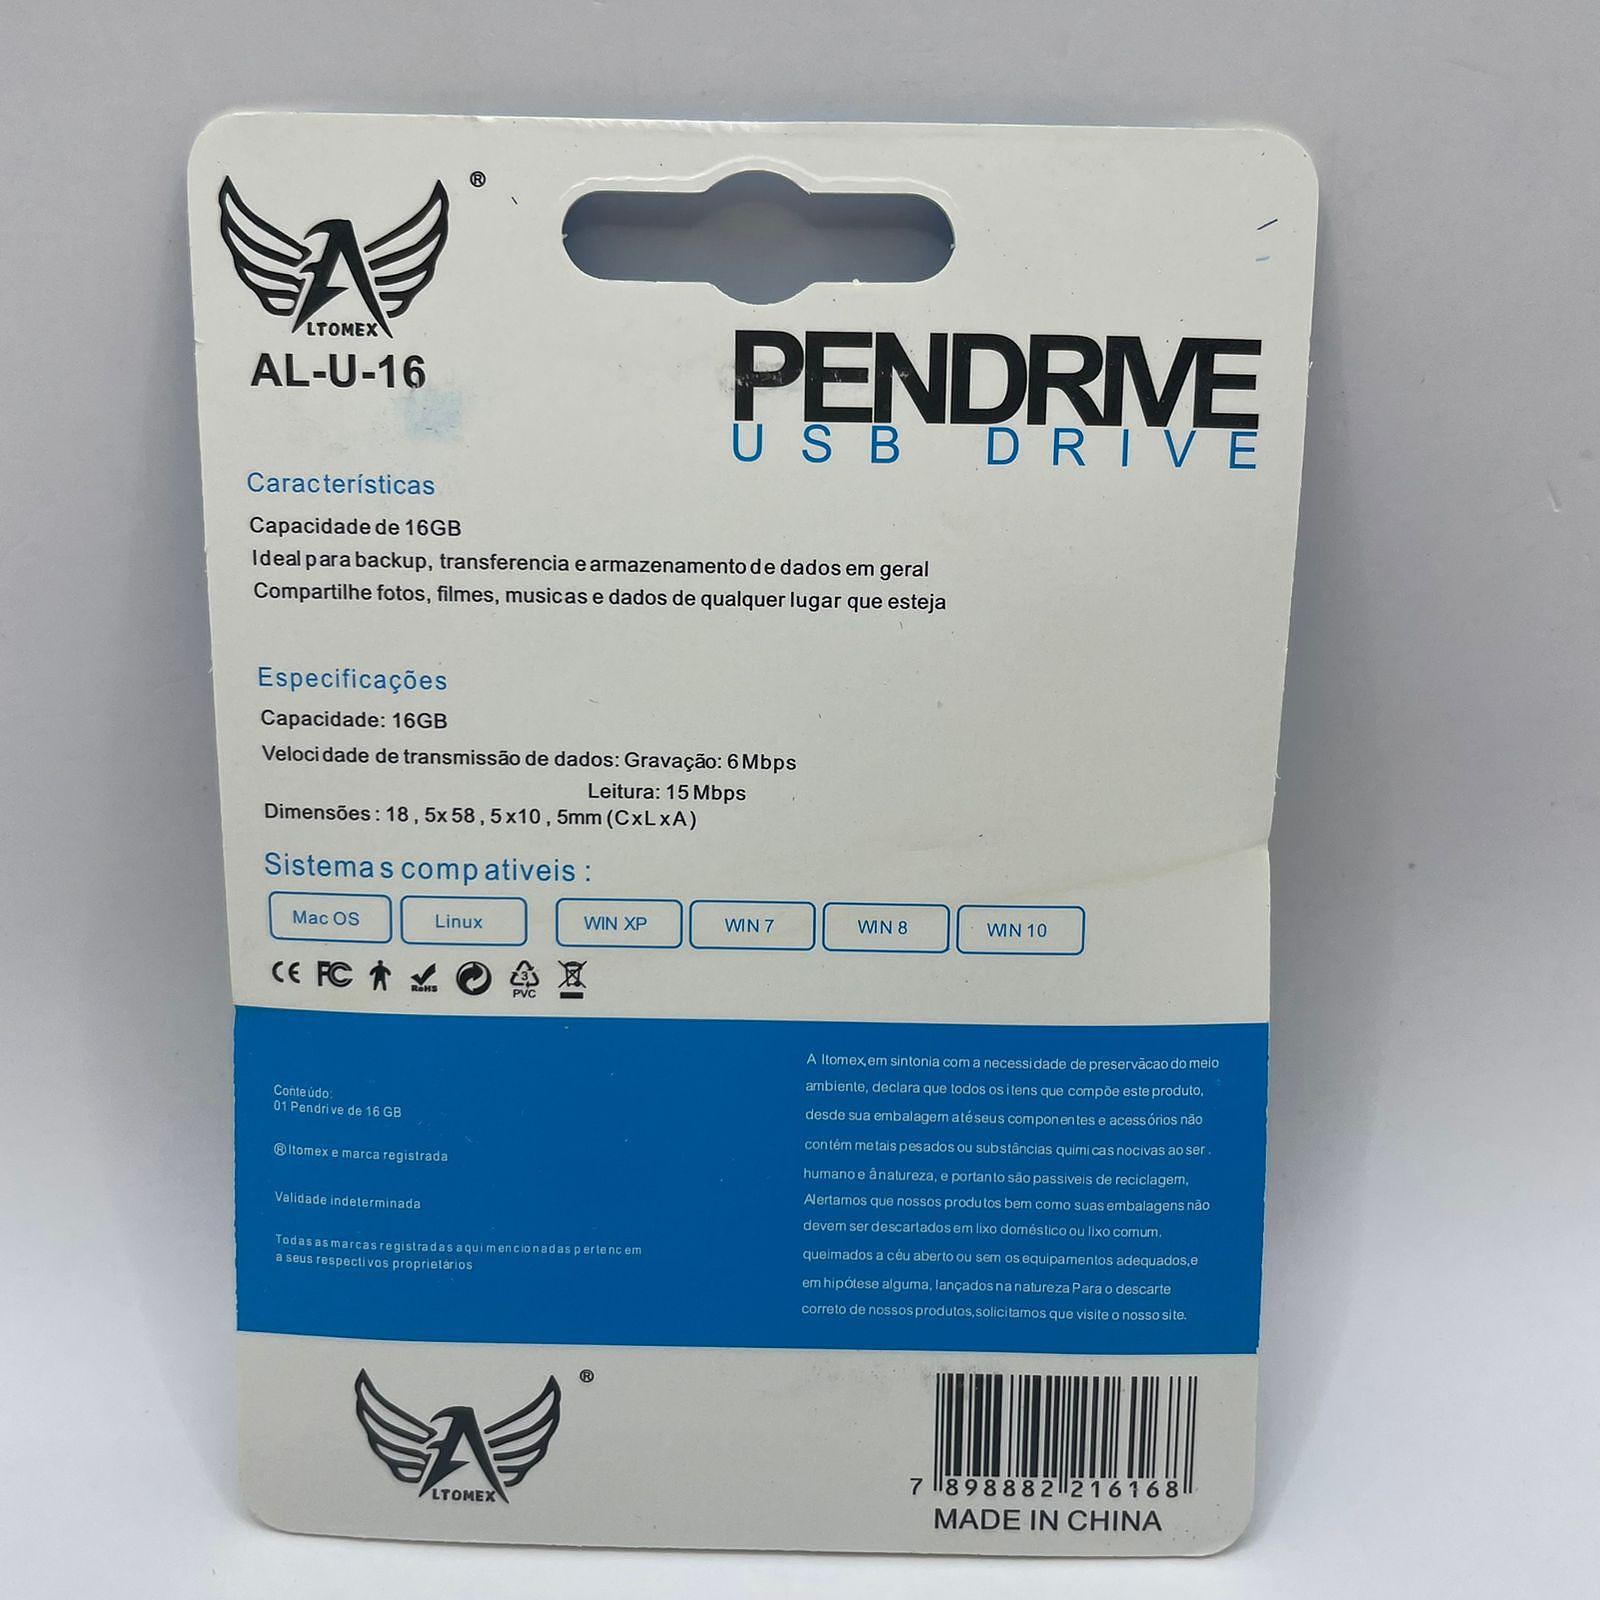 ®
LTOMEX
AL-U-16
PENDRIVE
USB DRIVE
Características
Capacidade de 16GB
Ideal para backup, transferencia e armazenamento de dados em geral
Compartilhe fotos, filmes, musicas e dados de qualquer lugar que esteja
Especificações
Capacidade: 16GB
Velocidade de transmissão de dados: Gravação: 6Mbps
Leitura: 15Mbps
Dimensões: 18, 5x58, 5x10, 5mm (CxLxA)
Sistemas compativeis :
Mac OS Linux WIN XP WIN 7 WIN 8 WIN 10
CE FC RoHS 3 PVC
Conteúdo:
01 Pendrive de 16 GB
®ltomex e marca registrada
Validade indeterminada
Todas as marcas registradas aqui mencionadas pertencem
a seus respectivos proprietários
A ltomex,em sintonia com a necessidade de preservãcao do meio
ambiente, declara que todos os itens que compõe este produto,
desde sua embalagem até seus componentes e acessórios não
contém metais pesados ou substâncias quimicas nocivas ao ser .
humano e ânatureza, e portanto são passiveis de reciclagem,
Alertamos que nossos produtos bem como suas embalagens não
devem ser descartados em lixo doméstico ou lixo comum.
queimados a céu aberto ou sem os equipamentos adequados,e
em hipótese alguma, lançados na natureza Para o descarte
correto de nossos produtos,solicitamos que visite o nosso site.
®
LTOMEX
7 898882 216168
MADE IN CHINA